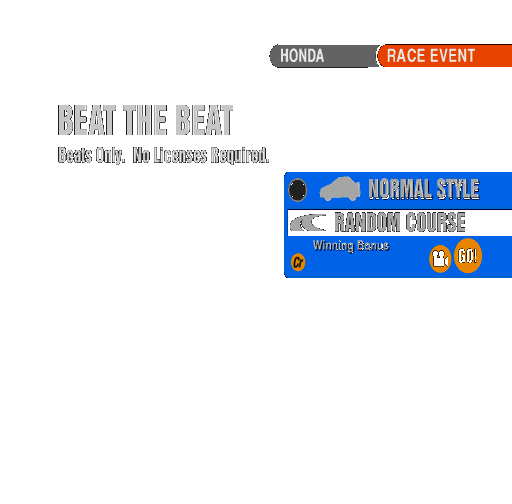 HONDA
RACE EVENT
BEAT THE BEAT
Beats Only. No Licenses Required.
NORMAL STYLE
RANDOM COURSE
Winning Bonus
Cr
GO!